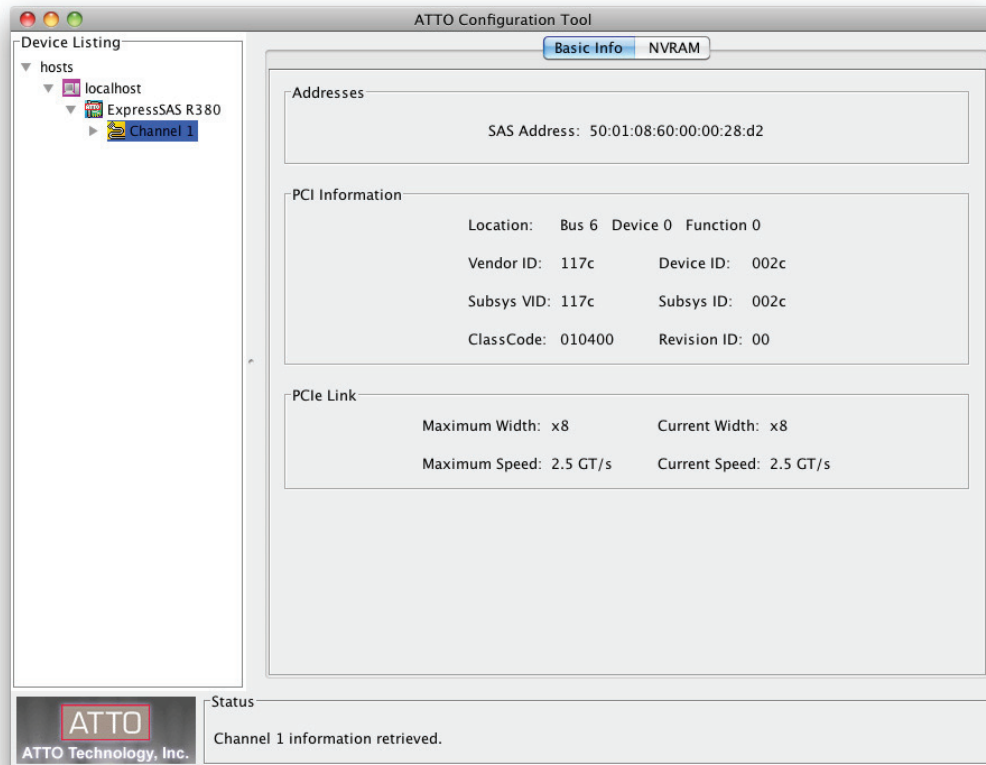 ATTO Configuration Tool
Device Listing
hosts
localhost
ExpressSAS R380
Channel 1
Basic Info NVRAM
Addresses
SAS Address: 50:01:08:60:00:00:28:d2
PCI Information
Location: Bus 6 Device 0 Function 0
Vendor ID: 117c Device ID: 002c
Subsys VID: 117c Subsys ID: 002c
ClassCode: 010400 Revision ID: 00
PCIe Link
Maximum Width: x8 Current Width: x8
Maximum Speed: 2.5 GT/s Current Speed: 2.5 GT/s
ATTO
ATTO Technology, Inc.
Status
Channel 1 information retrieved.